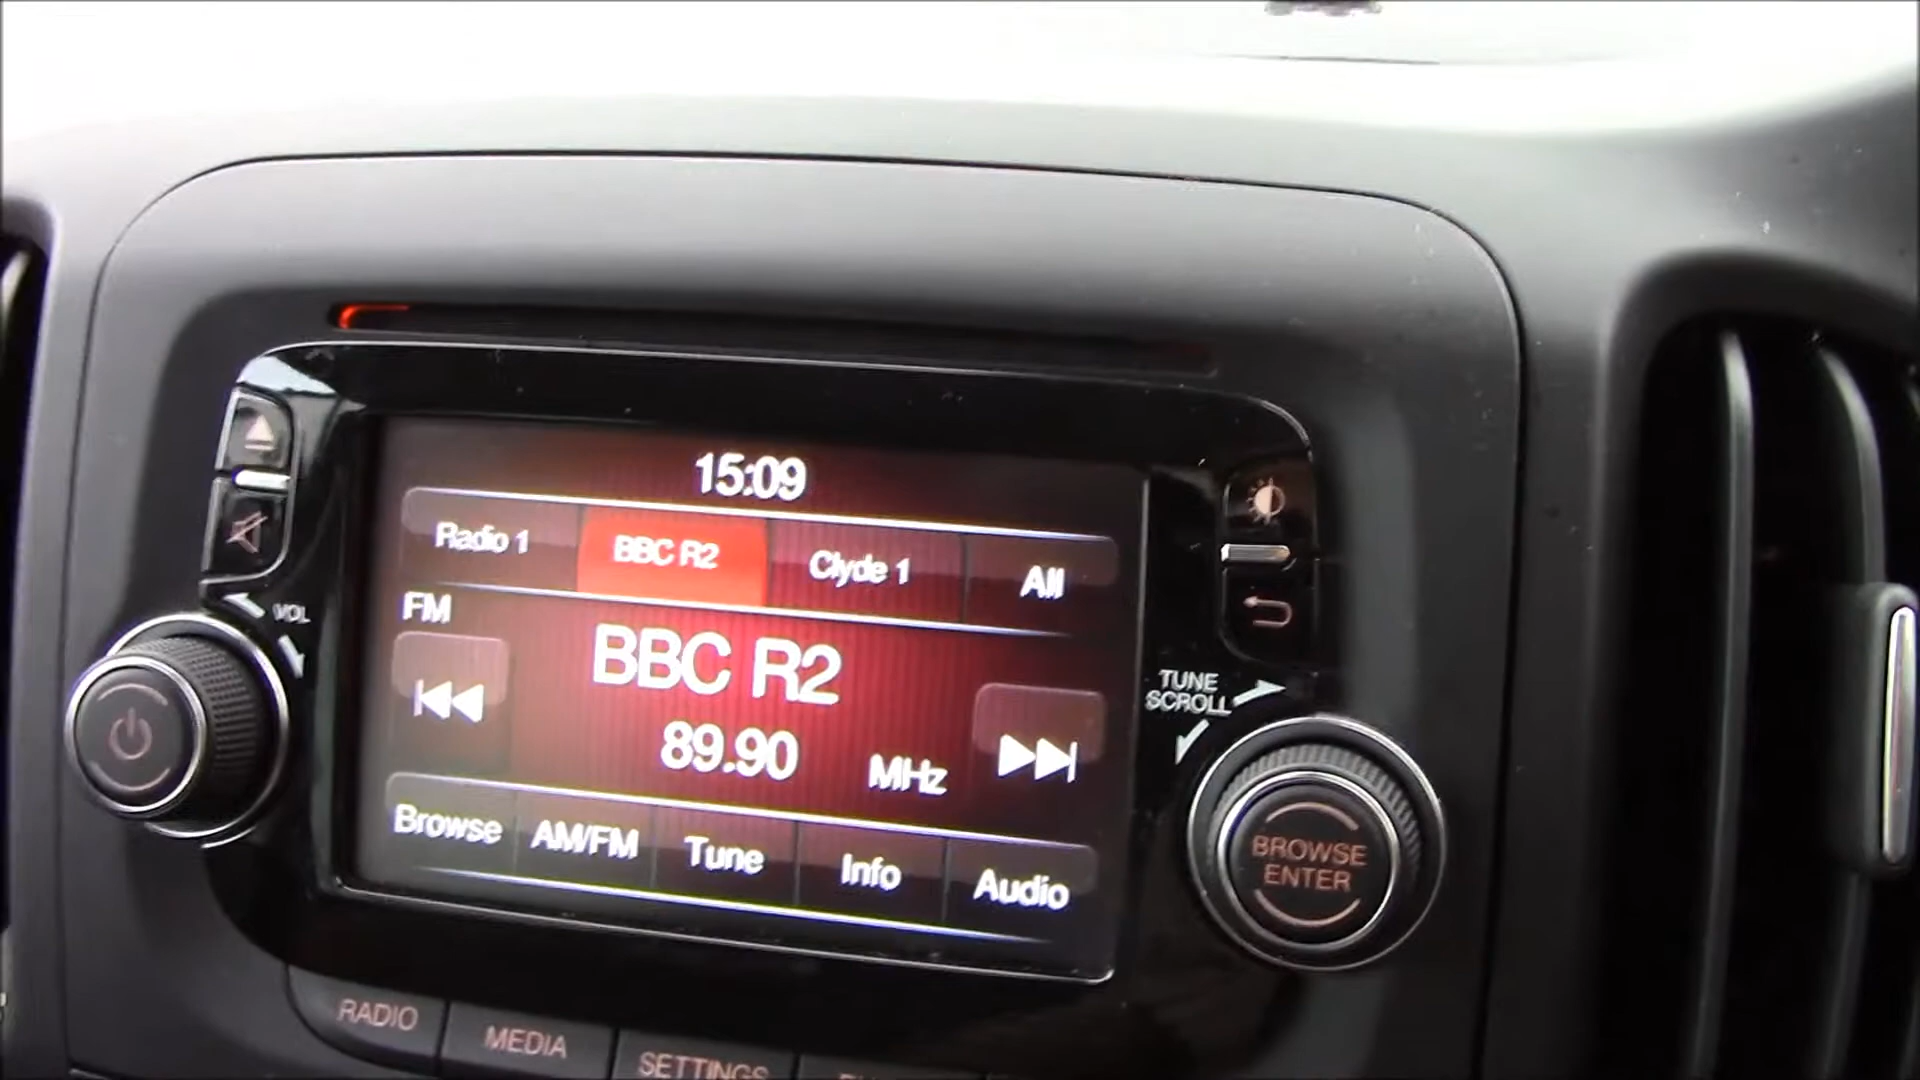 15:09
Radio 1
BBC R2
Clyde 1
All
FM
BBC R2
89.90 MHz
Browse
AM/FM
Tune
Info
Audio
VOL
TUNE
SCROLL
BROWSE
ENTER
RADIO
MEDIA
SETTINGS